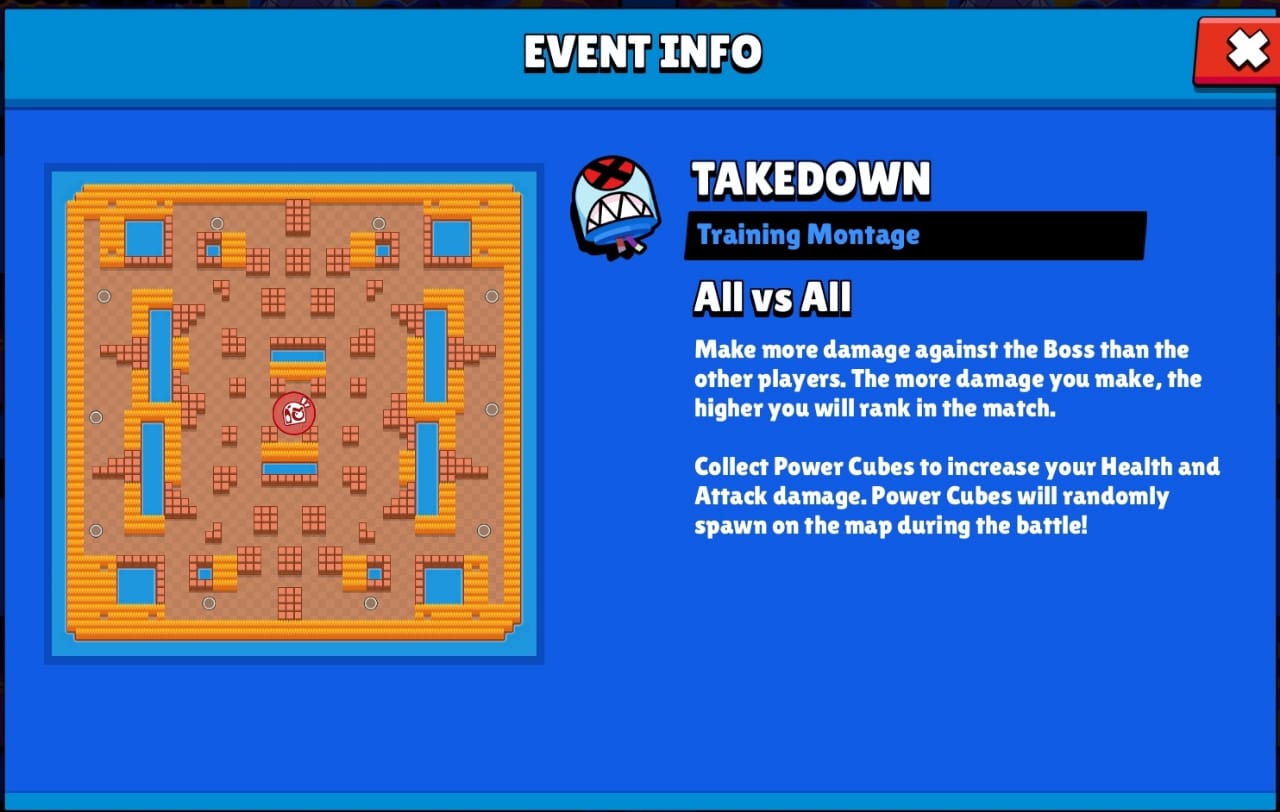 EVENT INFO
TAKEDOWN
Training Montage
All vs All
Make more damage against the Boss than the
other players. The more damage you make, the
higher you will rank in the match.
Collect Power Cubes to increase your Health and
Attack damage. Power Cubes will randomly
spawn on the map during the battle!